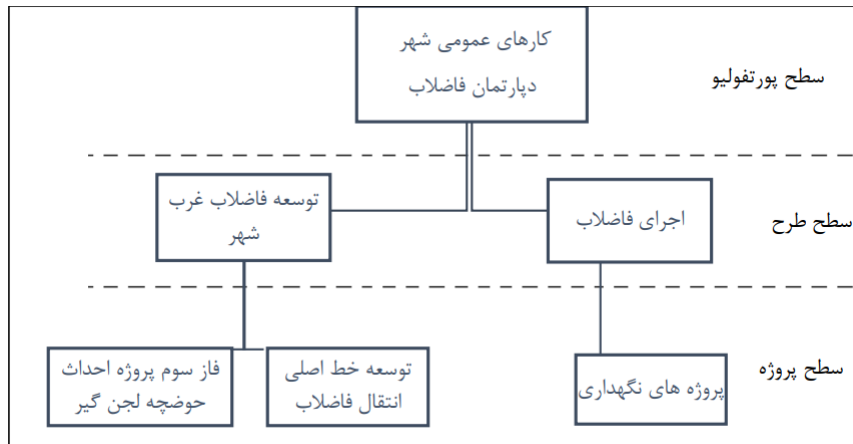 کارهای عمومی شهر
دپارتمان فاضلاب
سطح پورتفولیو
اجرای فاضلاب
توسعه فاضلاب غرب
شهر
سطح طرح
پروژه های نگهداری
توسعه خط اصلی
انتقال فاضلاب
فاز سوم پروژه احداث
حوضچه لجن گیر
سطح پروژه